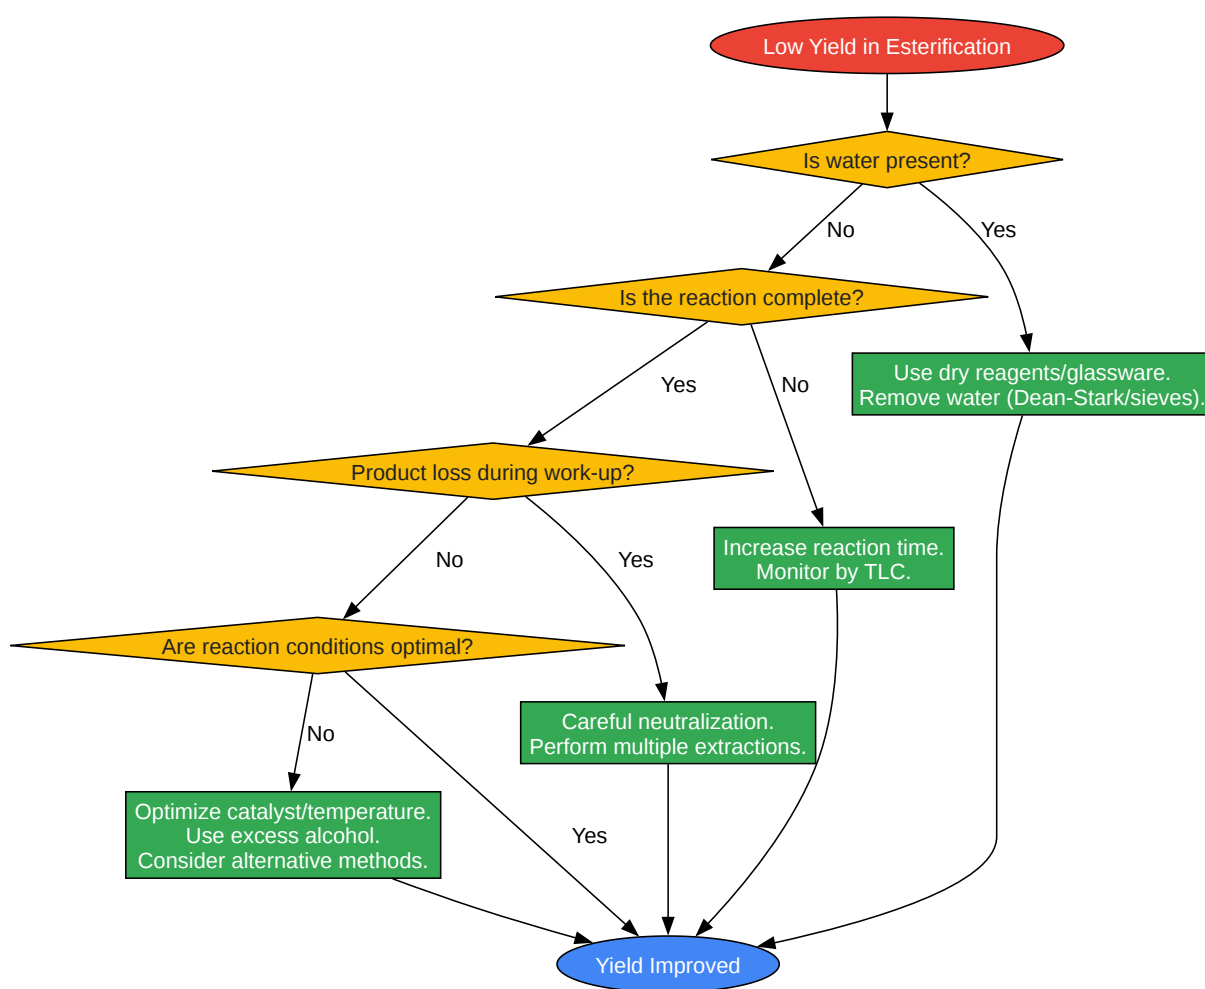 Low Yield in Esterification
Is water present?
No
Yes
Is the reaction complete?
Yes
No
Use dry reagents/glassware.
Remove water (Dean-Stark/sieves).
Product loss during work-up?
No
Yes
Increase reaction time.
Monitor by TLC.
Are reaction conditions optimal?
No
Yes
Careful neutralization.
Perform multiple extractions.
Optimize catalyst/temperature.
Use excess alcohol.
Consider alternative methods.
Yield Improved